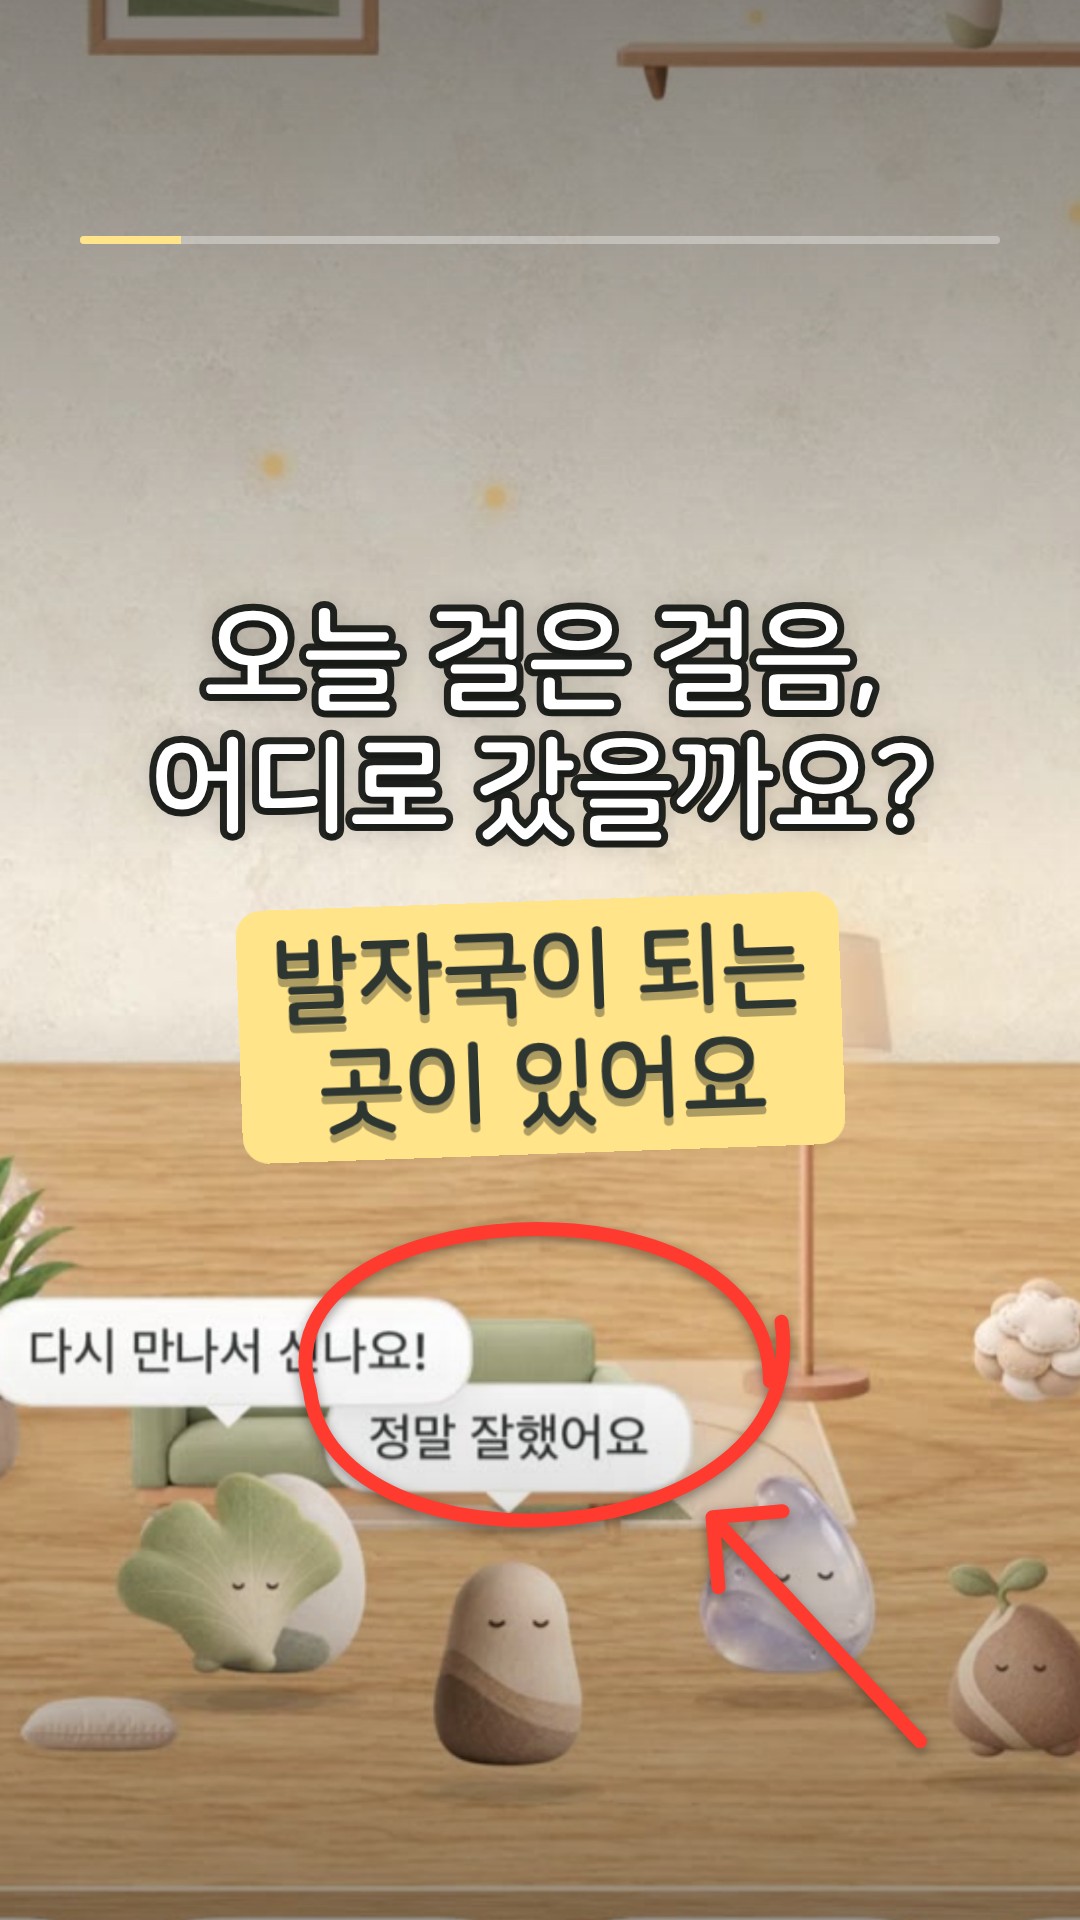 오늘 걸은 걸음,
어디로 갔을까요?
발자국이 되는
곳이 있어요
다시 만나서 신나요!
정말 잘했어요